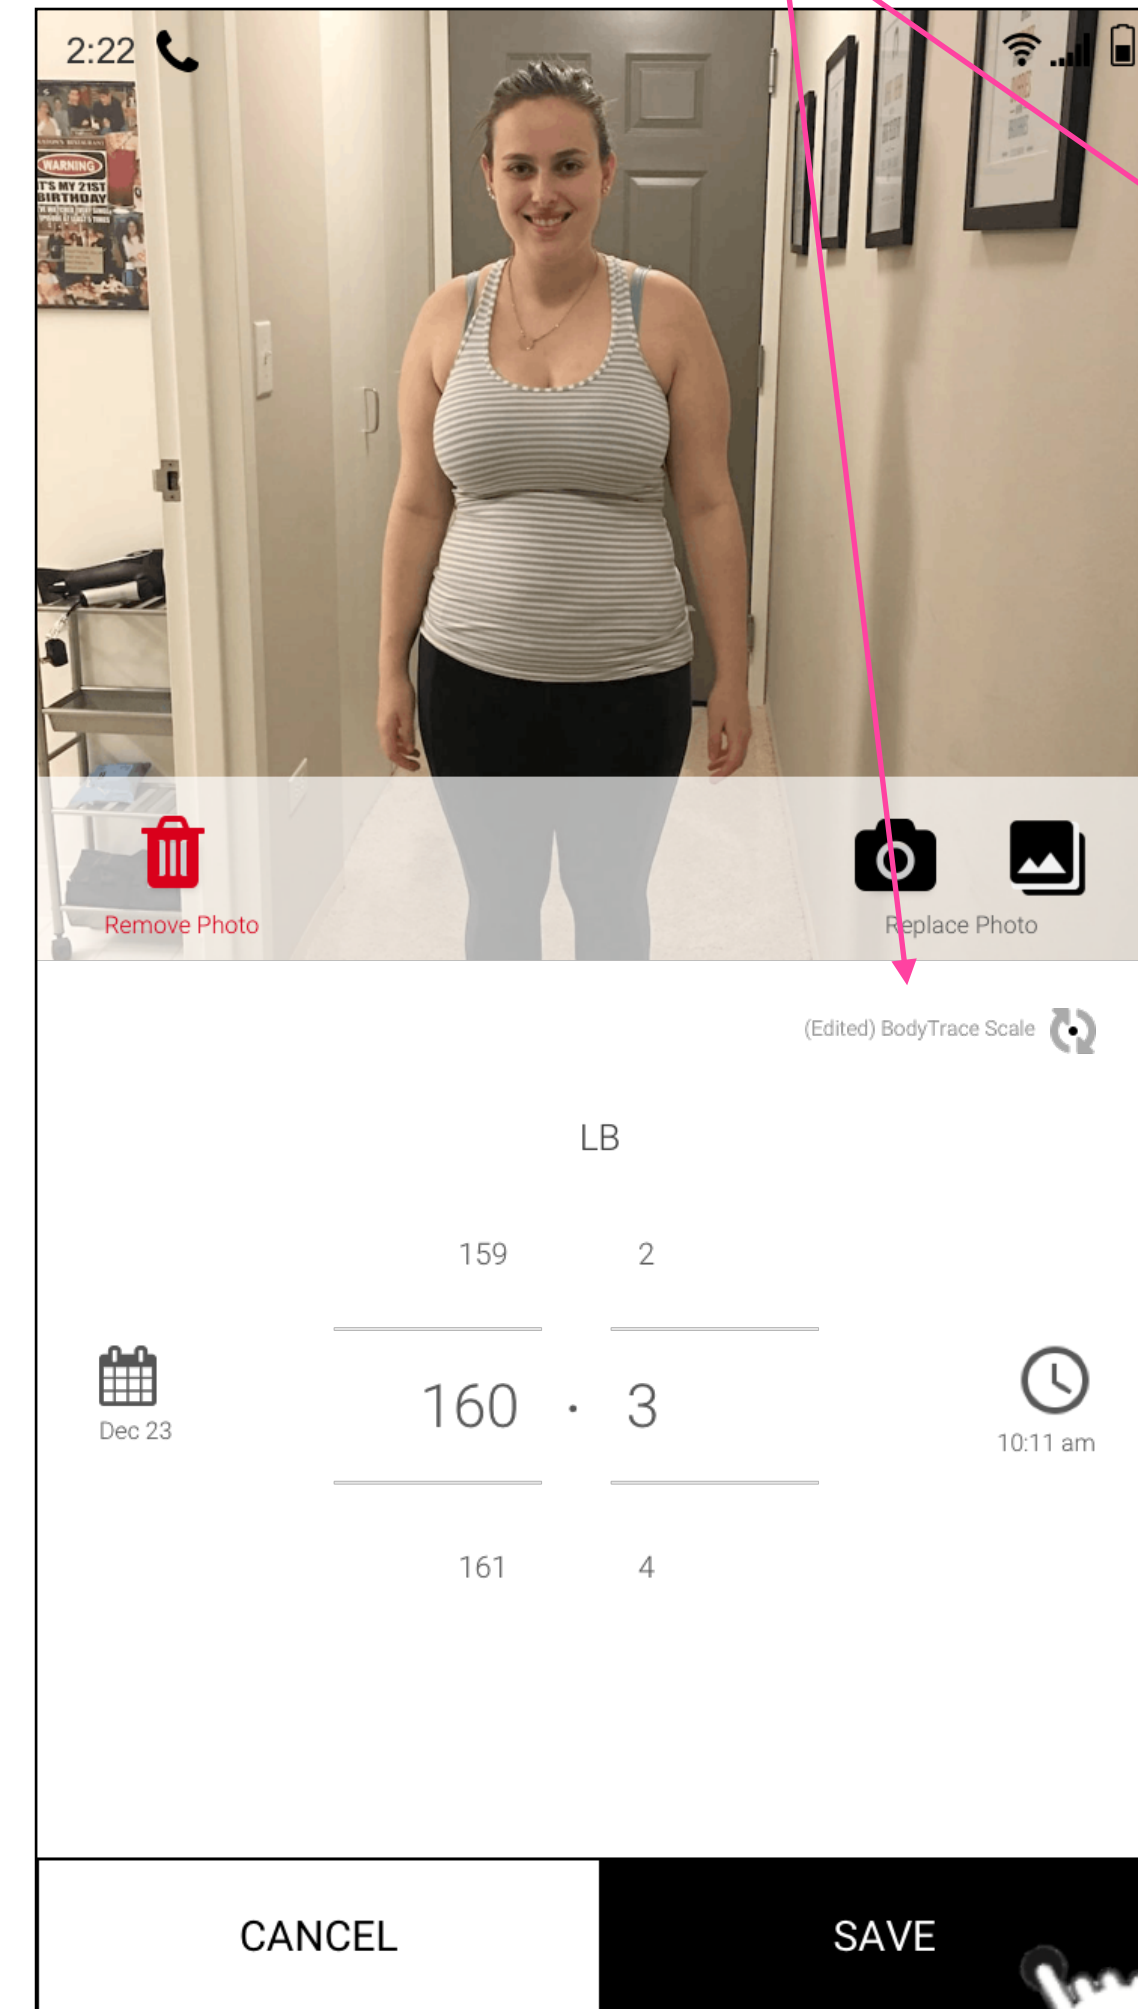 2:22
WARNING
IT'S MY 21ST
BIRTHDAY
Remove Photo
Replace Photo
(Edited) BodyTrace Scale
LB
159 2
160 . 3
Dec 23
10:11 am
161 4
CANCEL
SAVE